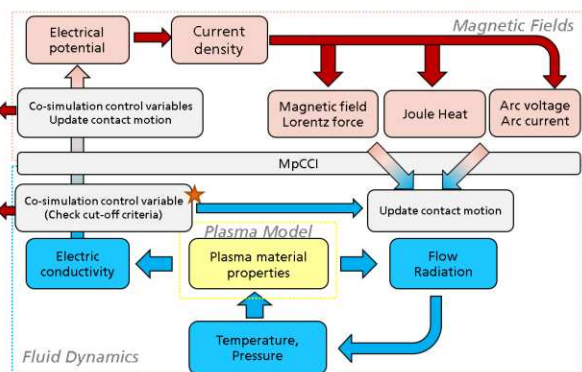 Magnetic Fields
Electrical
potential
Current
density
Co-simulation control variables
Update contact motion
Magnetic field
Lorentz force
Joule Heat
Arc voltage
Arc current
MpCCI
Co-simulation control variable
(Check cut-off criteria)
Update contact motion
Plasma Model
Electric
conductivity
Plasma material
properties
Flow
Radiation
Temperature,
Pressure
Fluid Dynamics